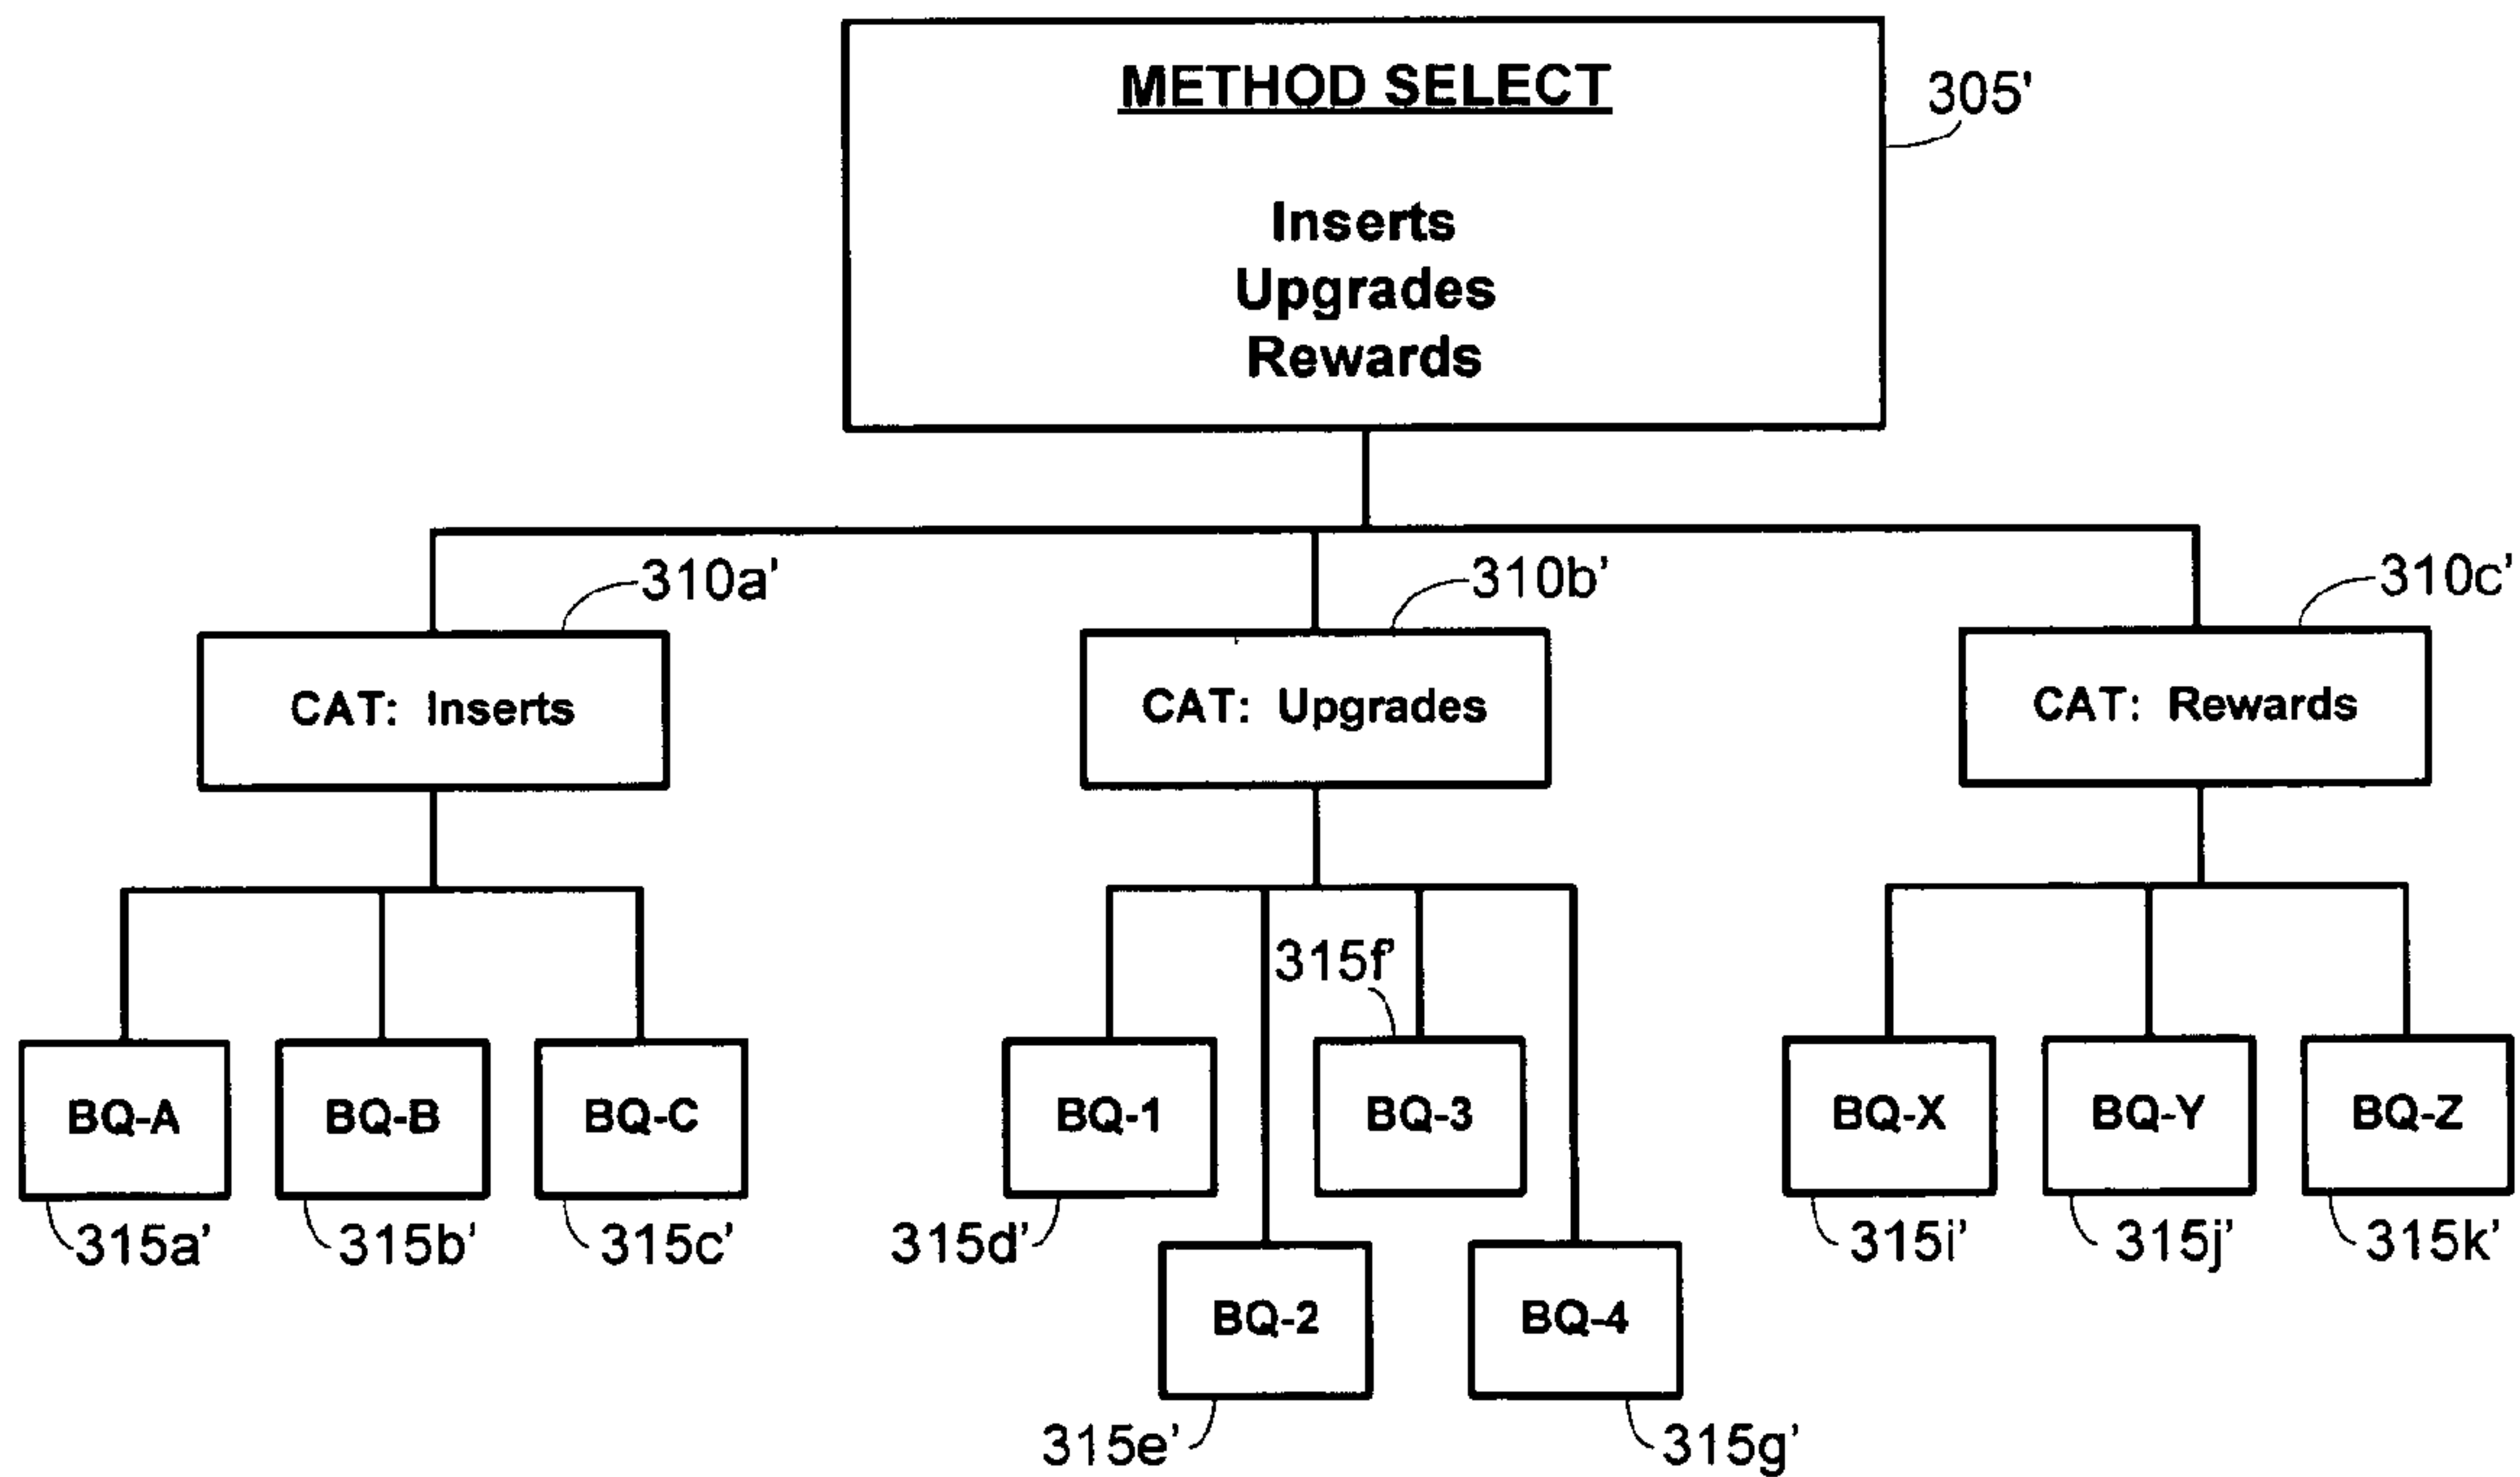 METHOD SELECT
305'
Inserts
Upgrades
Rewards
310a'
310b'
310c'
CAT: Inserts
CAT: Upgrades
CAT: Rewards
315f'
BQ-A
BQ-B
BQ-C
BQ-1
BQ-3
BQ-X
BQ-Y
BQ-Z
315a'
315b'
315c'
315d'
315i'
315j'
315k'
BQ-2
BQ-4
315e'
315g'